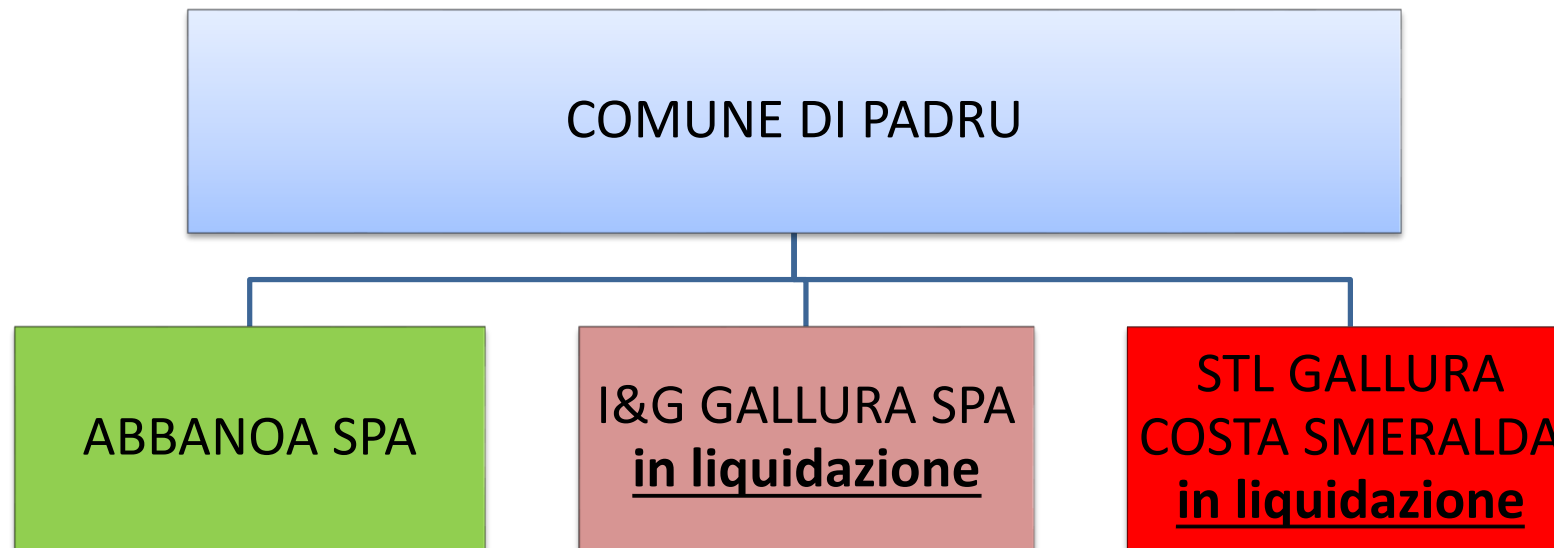 COMUNE DI PADRU
ABBANOA SPA
I&G GALLURA SPA
in liquidazione
STL GALLURA
COSTA SMERALDA
in liquidazione